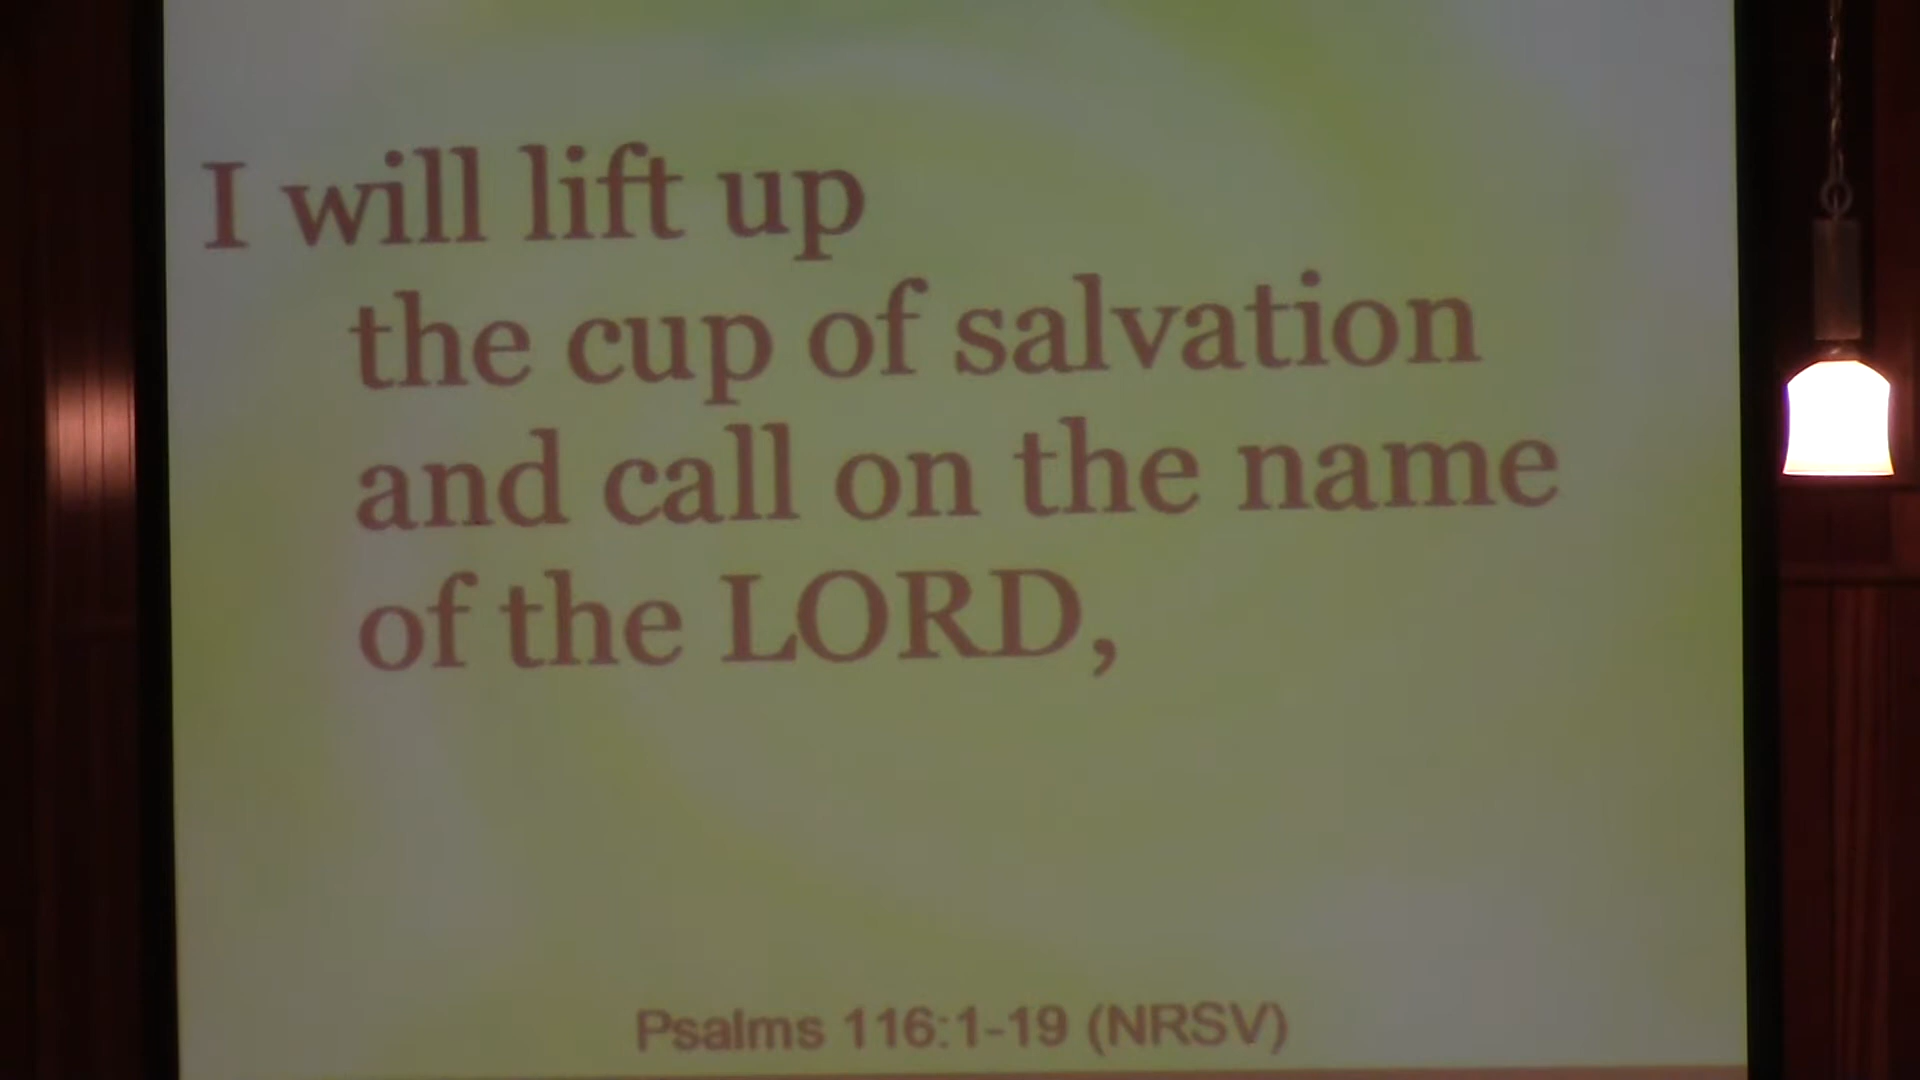 I will lift up
the cup of salvation
and call on the name
of the LORD,
Psalms 116:1-19 (NRSV)